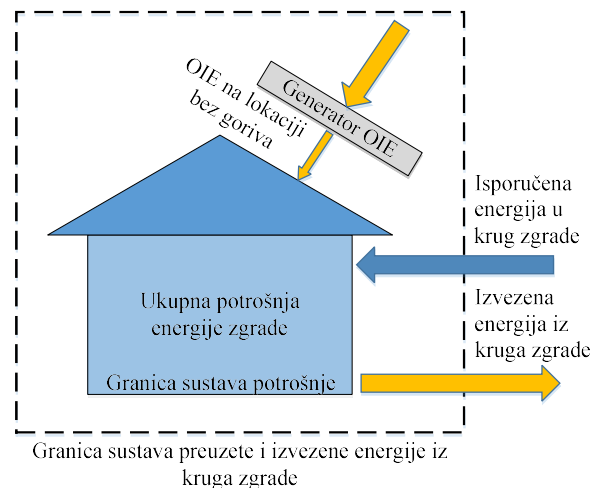 OIE na lokaciji
bez goriva
Generator OIE
Isporučena
energija u
krug zgrade
Ukupna potrošnja
energije zgrade
Izvezena
energija iz
kruga zgrade
Granica sustava potrošnje
Granica sustava preuzete i izvezene energije iz
kruga zgrade